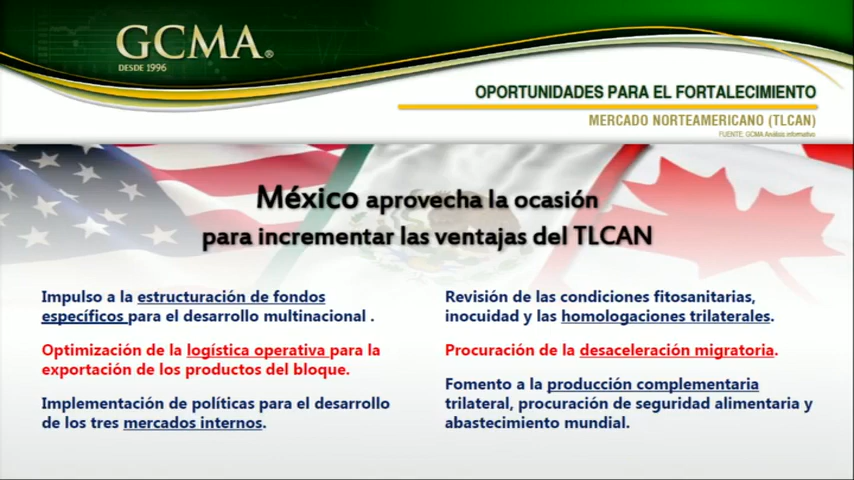 GCMA®
DESDE 1996
OPORTUNIDADES PARA EL FORTALECIMIENTO
MERCADO NORTEAMERICANO (TLCAN)
FUENTE: GCMA Análisis informativo
México aprovecha la ocasión
para incrementar las ventajas del TLCAN
Impulso a la estructuración de fondos
específicos para el desarrollo multinacional .
Optimización de la logística operativa para la
exportación de los productos del bloque.
Implementación de políticas para el desarrollo
de los tres mercados internos.
Revisión de las condiciones fitosanitarias,
inocuidad y las homologaciones trilaterales.
Procuración de la desaceleración migratoria.
Fomento a la producción complementaria
trilateral, procuración de seguridad alimentaria y
abastecimiento mundial.